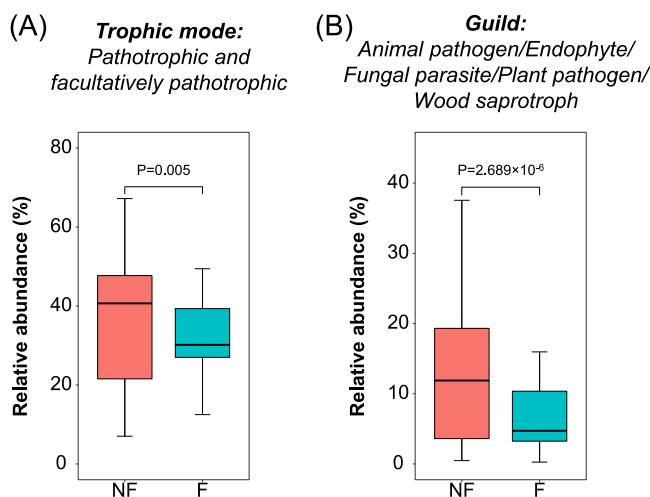 (A)
Trophic mode:
Pathotrophic and
facultatively pathotrophic
80
60
40
20
0
Relative abundance (%)
P=0.005
NF F
(B)
Guild:
Animal pathogen/Endophyte/
Fungal parasite/Plant pathogen/
Wood saprotroph
40
30
20
10
0
Relative abundance (%)
P=2.689×10⁻⁶
NF F